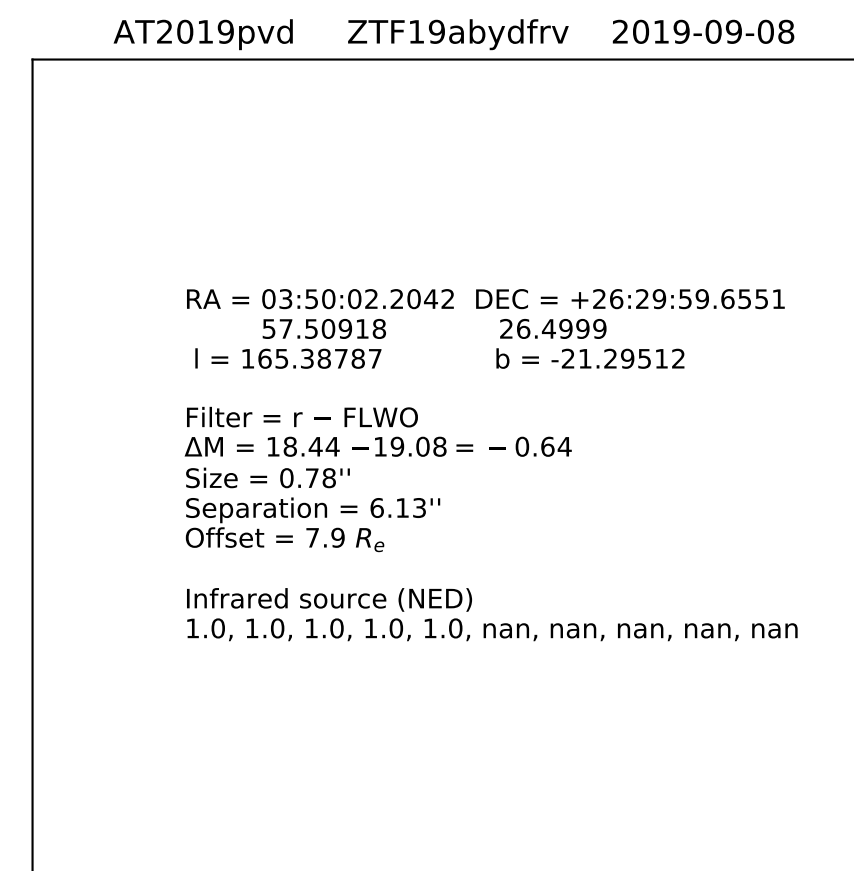 AT2019pvd ZTF19abydfrv 2019-09-08
RA = 03:50:02.2042 DEC = +26:29:59.6551
57.50918 26.4999
l = 165.38787 b = -21.29512
Filter = r − FLWO
ΔM = 18.44 −19.08 = − 0.64
Size = 0.78''
Separation = 6.13''
Offset = 7.9 Rₑ
Infrared source (NED)
1.0, 1.0, 1.0, 1.0, 1.0, nan, nan, nan, nan, nan